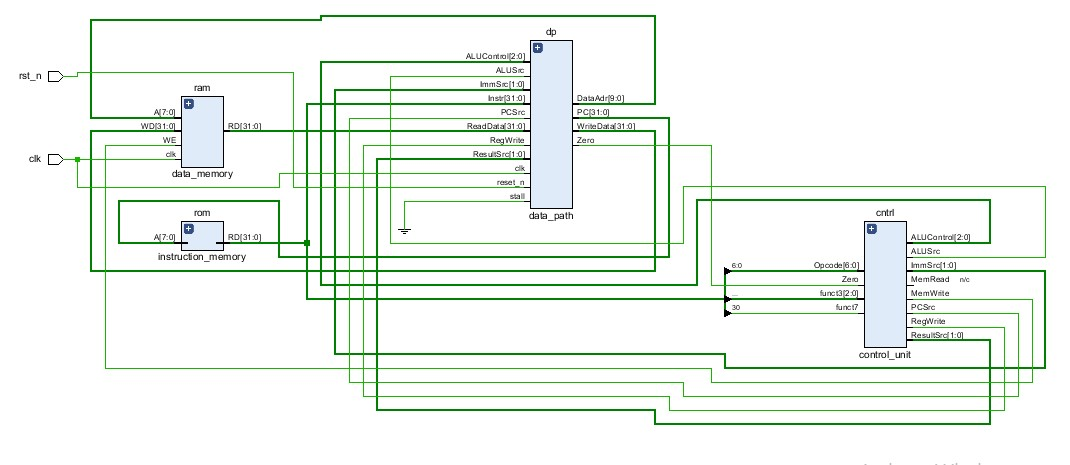 dp
ALUControl[2:0]
ALUSrc
ImmSrc[1:0]
Instr[31:0]
PCSrc
ReadData[31:0]
RegWrite
ResultSrc[1:0]
clk
reset_n
stall
DataAdr[9:0]
PC[31:0]
WriteData[31:0]
Zero
data_path
rst_n
clk
ram
A[7:0]
WD[31:0]
WE
clk
RD[31:0]
data_memory
rom
A[7:0]
RD[31:0]
instruction_memory
cntrl
6:0
...
30
Opcode[6:0]
Zero
funct3[2:0]
funct7
ALUControl[2:0]
ALUSrc
ImmSrc[1:0]
MemRead n/c
MemWrite
PCSrc
RegWrite
ResultSrc[1:0]
control_unit